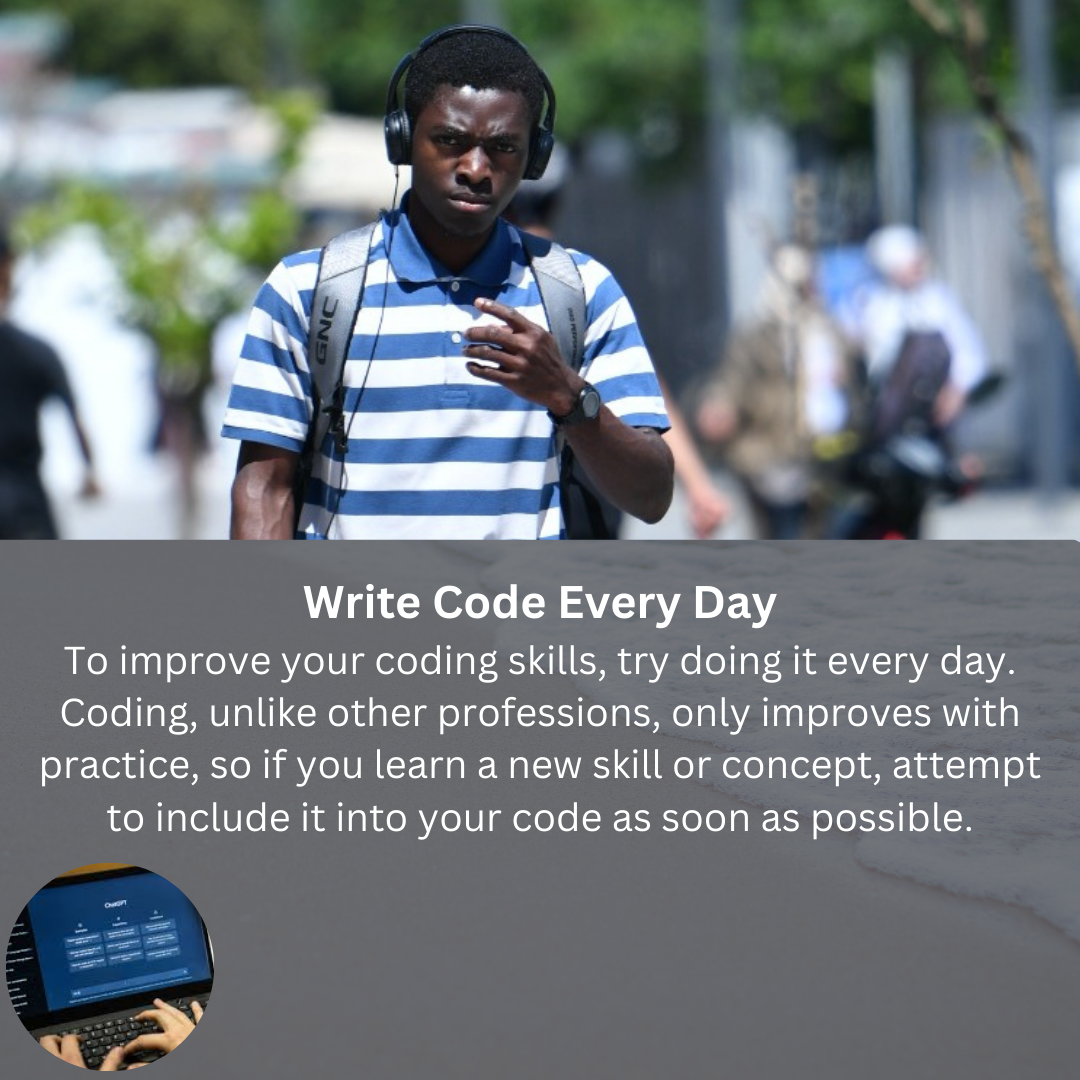 GNC
Write Code Every Day
To improve your coding skills, try doing it every day.
Coding, unlike other professions, only improves with
practice, so if you learn a new skill or concept, attempt
to include it into your code as soon as possible.
ChatGPT